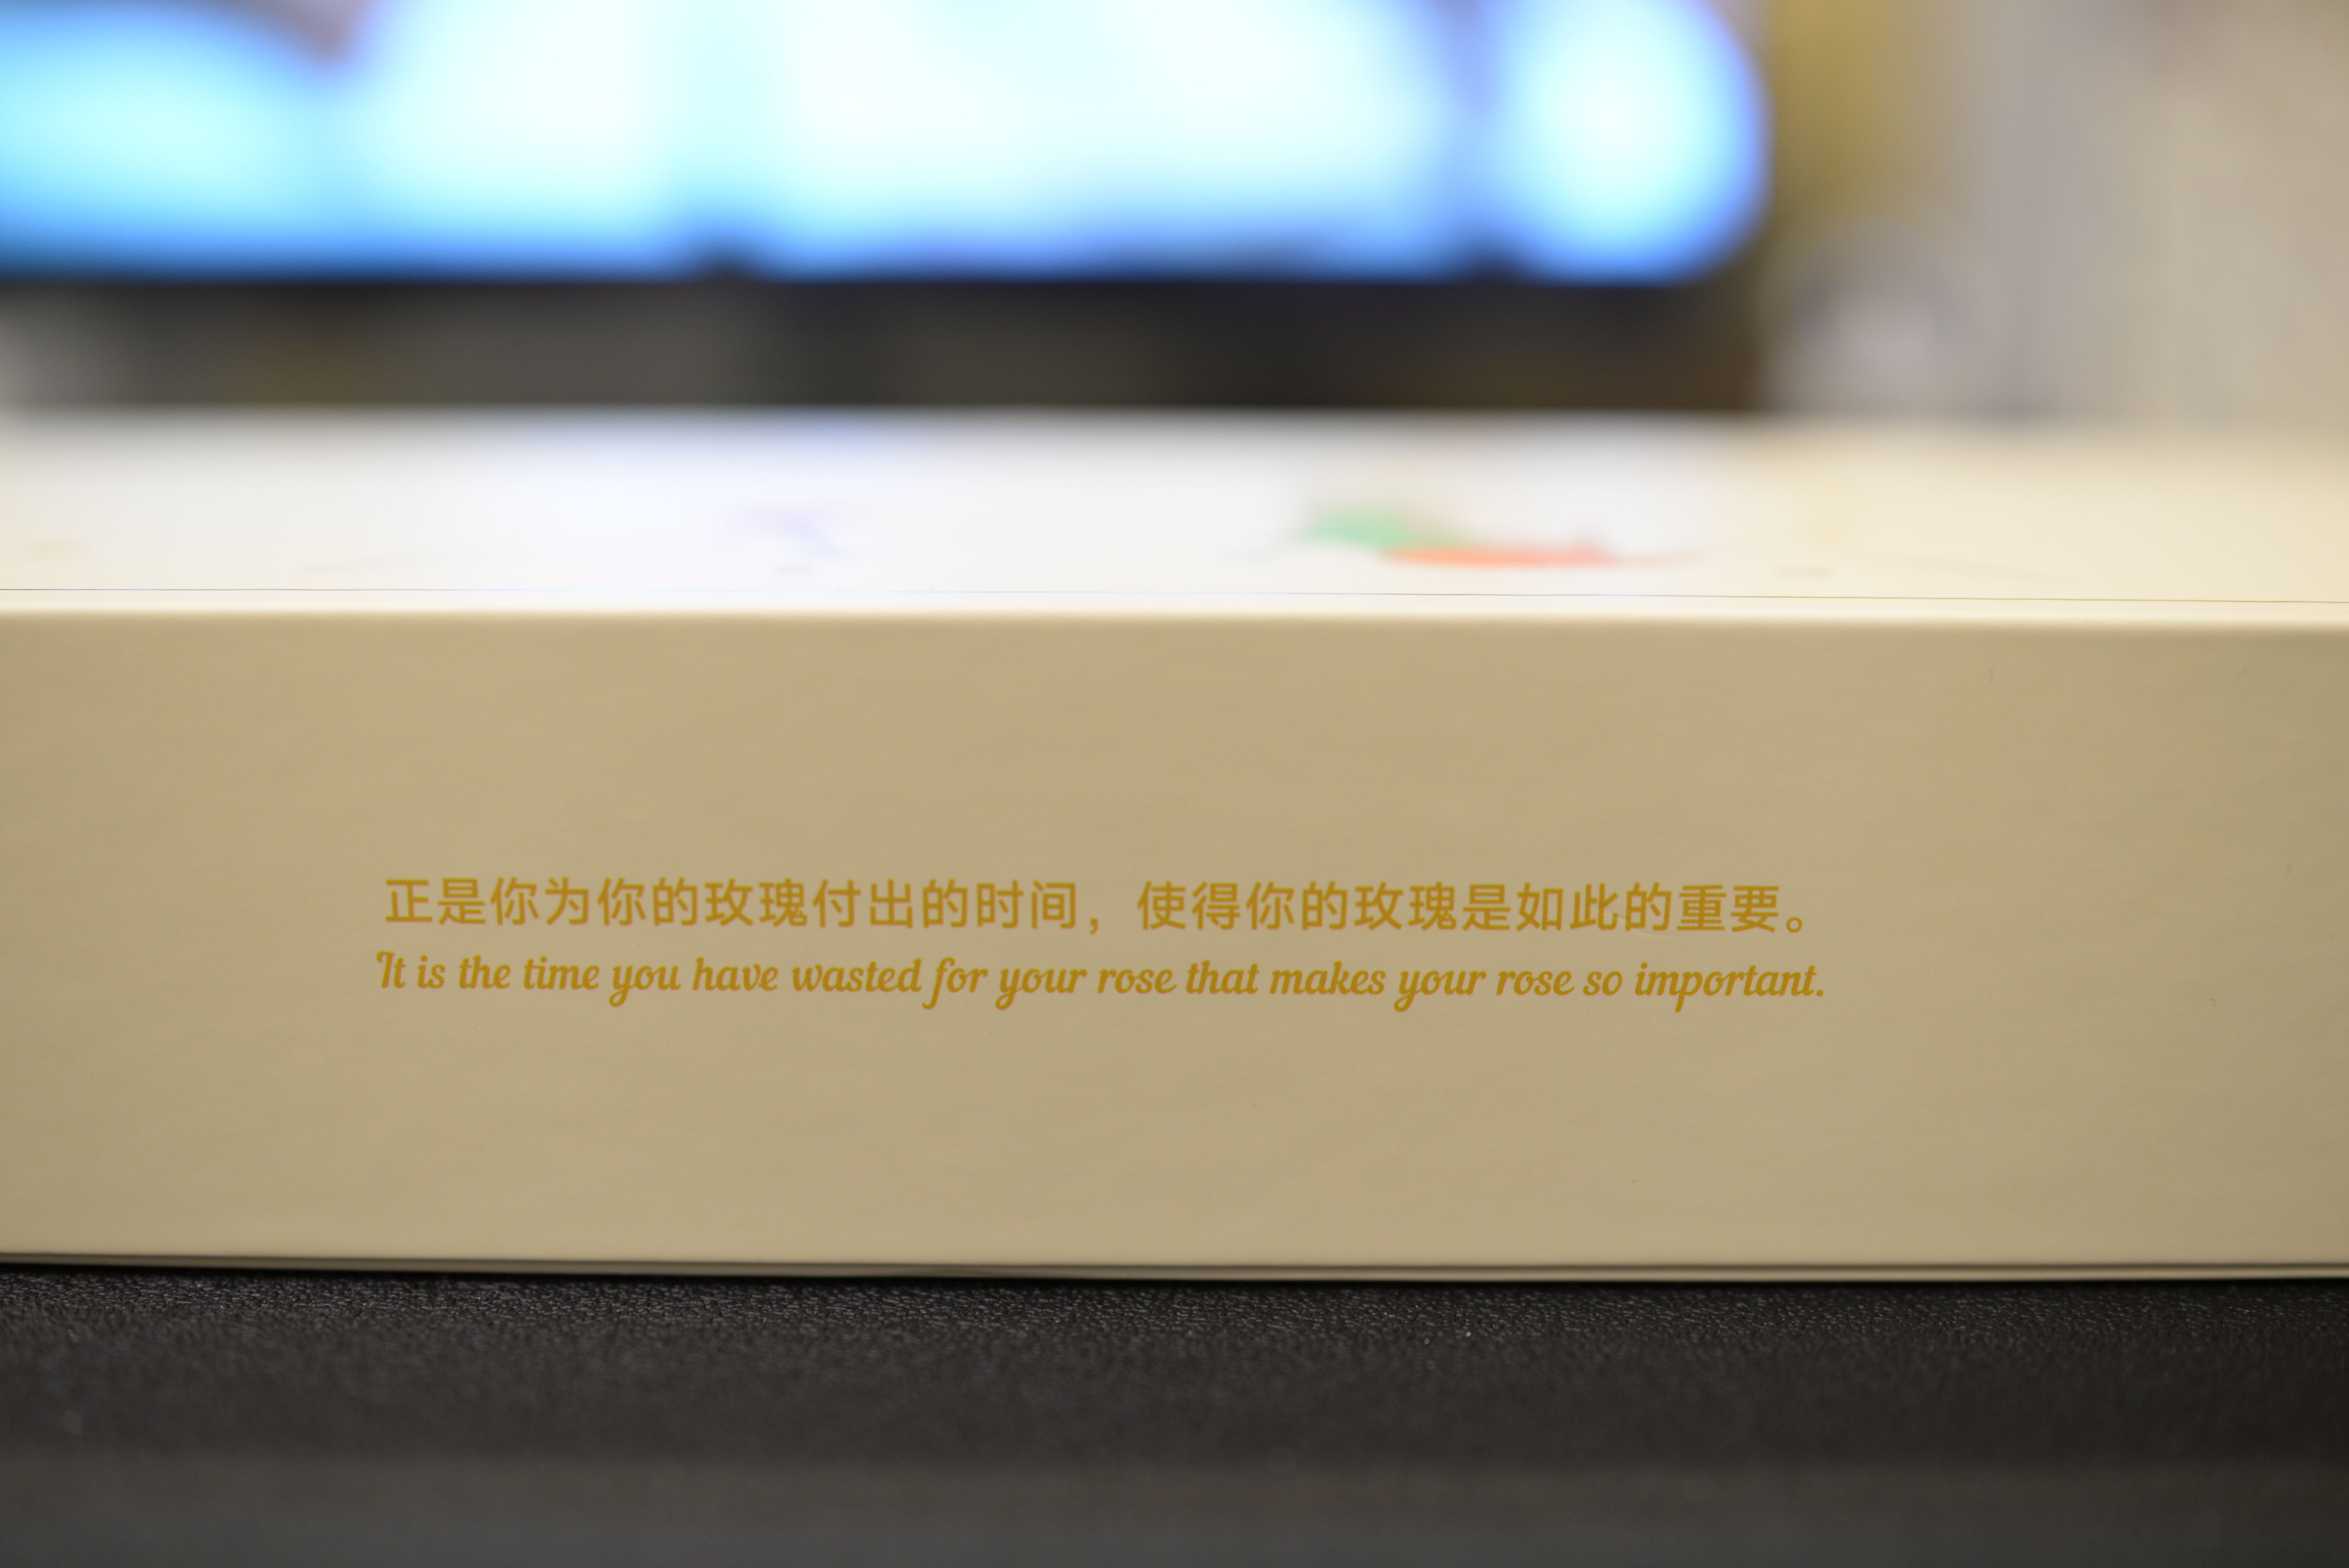 正是你为你的玫瑰付出的时间，使得你的玫瑰是如此的重要。
It is the time you have wasted for your rose that makes your rose so important.